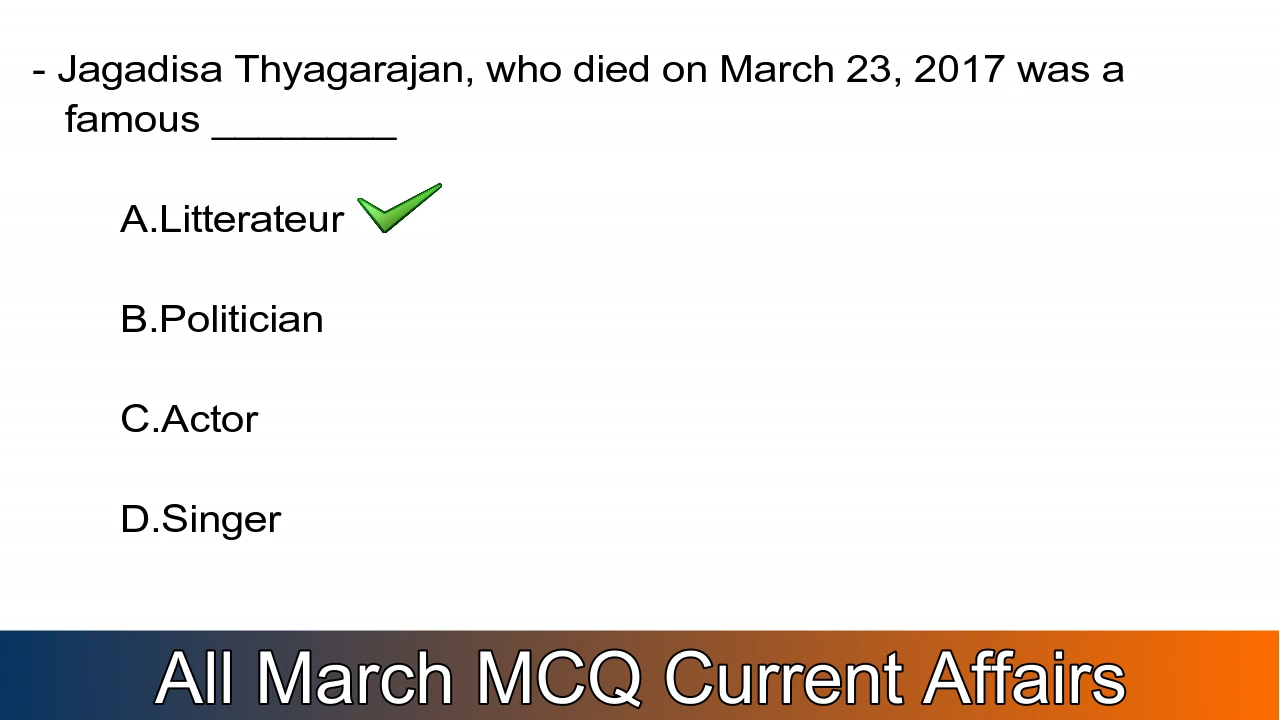 - Jagadisa Thyagarajan, who died on March 23, 2017 was a
famous ________
A.Litterateur
B.Politician
C.Actor
D.Singer
All March MCQ Current Affairs